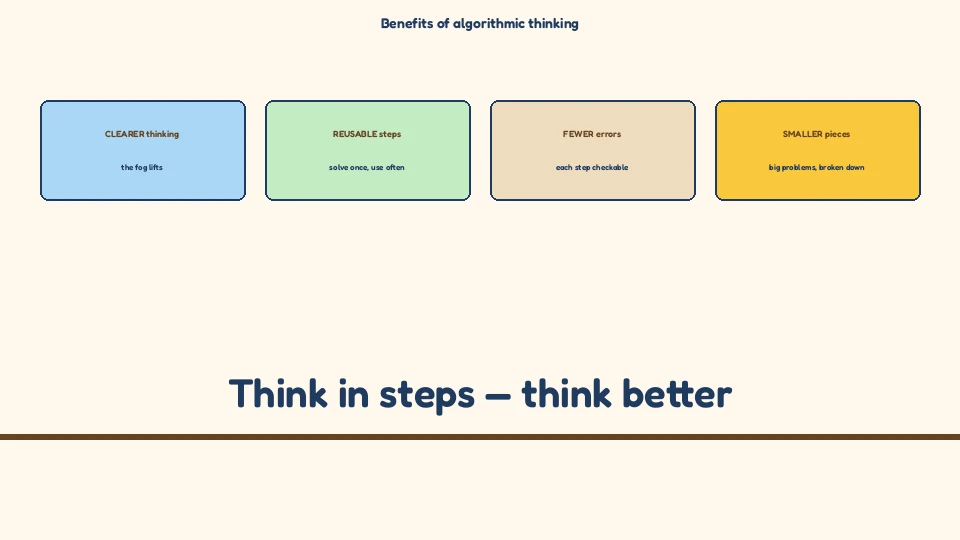 Benefits of algorithmic thinking
CLEARER thinking
the fog lifts
REUSABLE steps
solve once, use often
FEWER errors
each step checkable
SMALLER pieces
big problems, broken down
Think in steps — think better